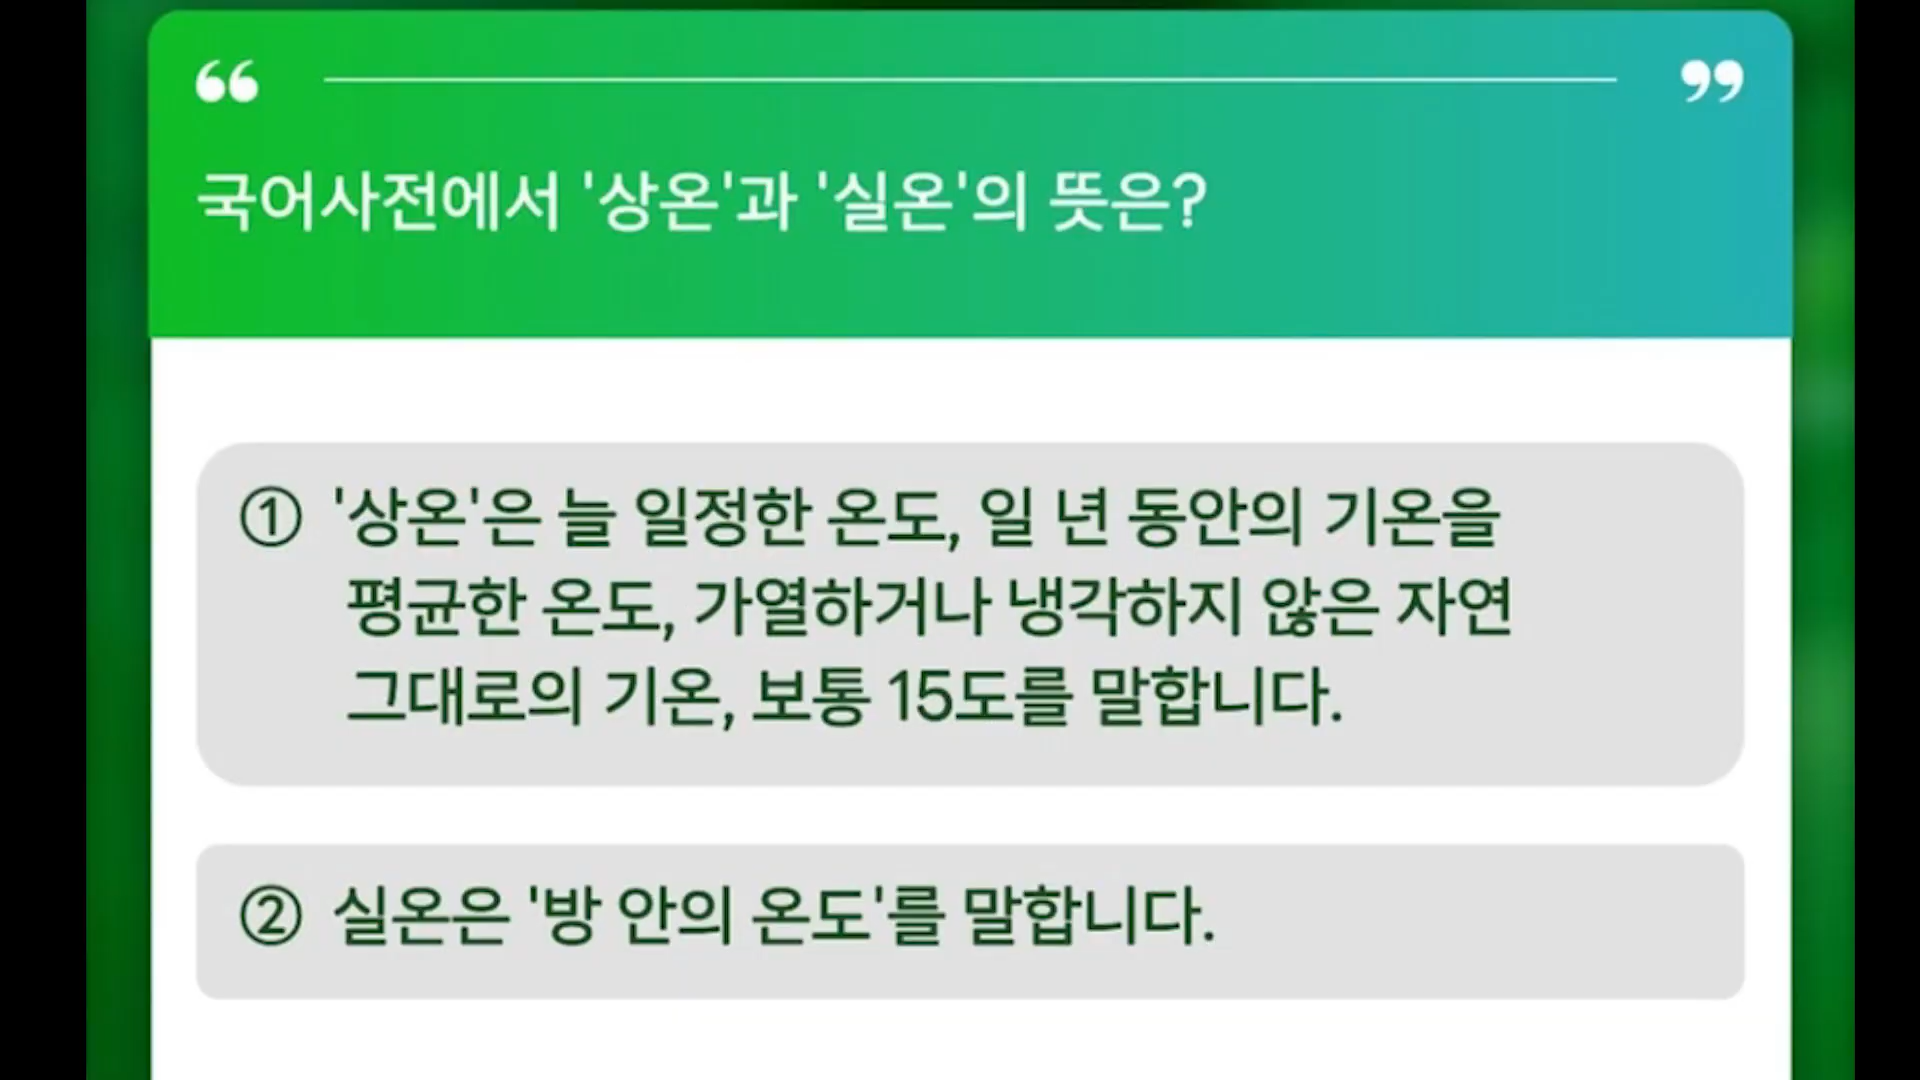 “ ”
국어사전에서 '상온'과 '실온'의 뜻은?
① '상온'은 늘 일정한 온도, 일 년 동안의 기온을
평균한 온도, 가열하거나 냉각하지 않은 자연
그대로의 기온, 보통 15도를 말합니다.
② 실온은 '방 안의 온도'를 말합니다.